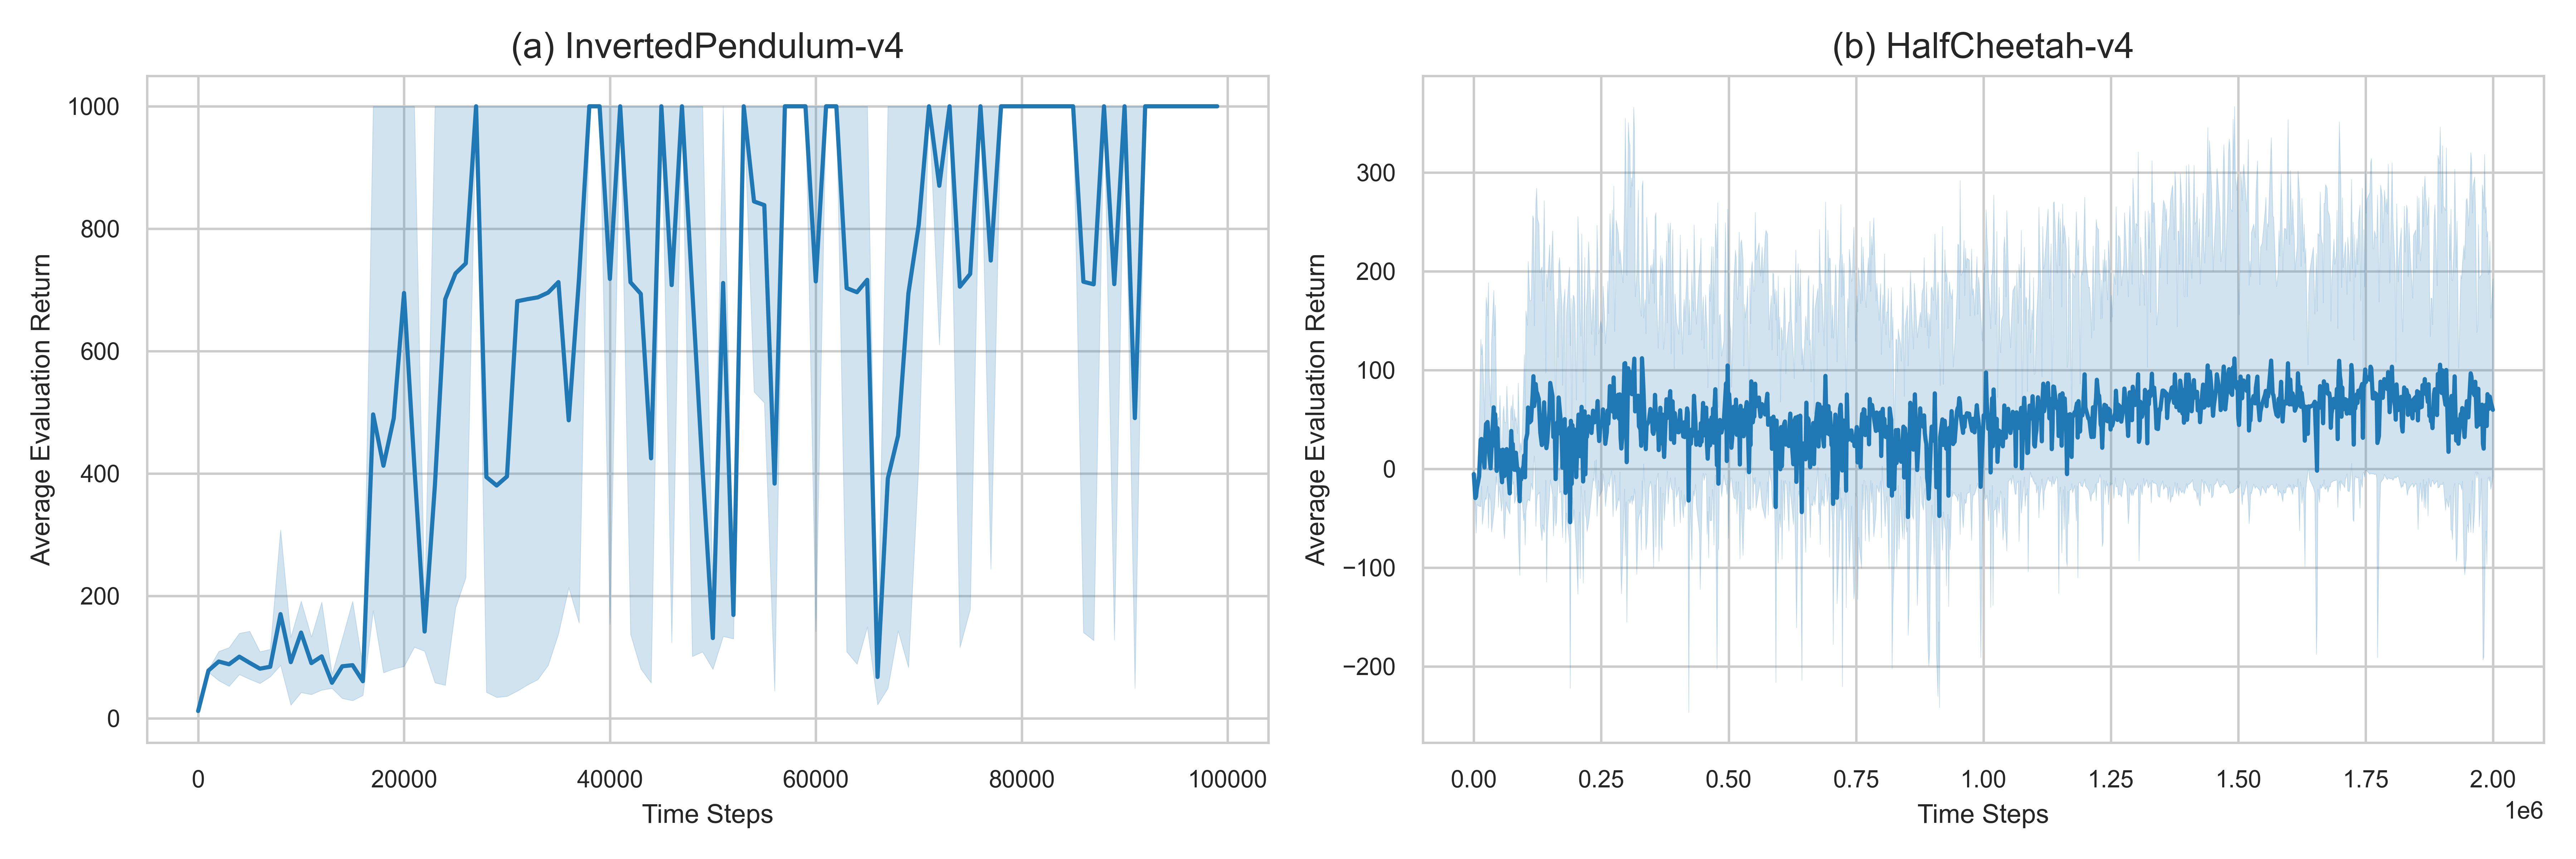 (a) InvertedPendulum-v4
1000
800
600
400
200
0
Average Evaluation Return
0 20000 40000 60000 80000 100000
Time Steps
(b) HalfCheetah-v4
300
200
100
0
−100
−200
Average Evaluation Return
0.00 0.25 0.50 0.75 1.00 1.25 1.50 1.75 2.00
1e6
Time Steps